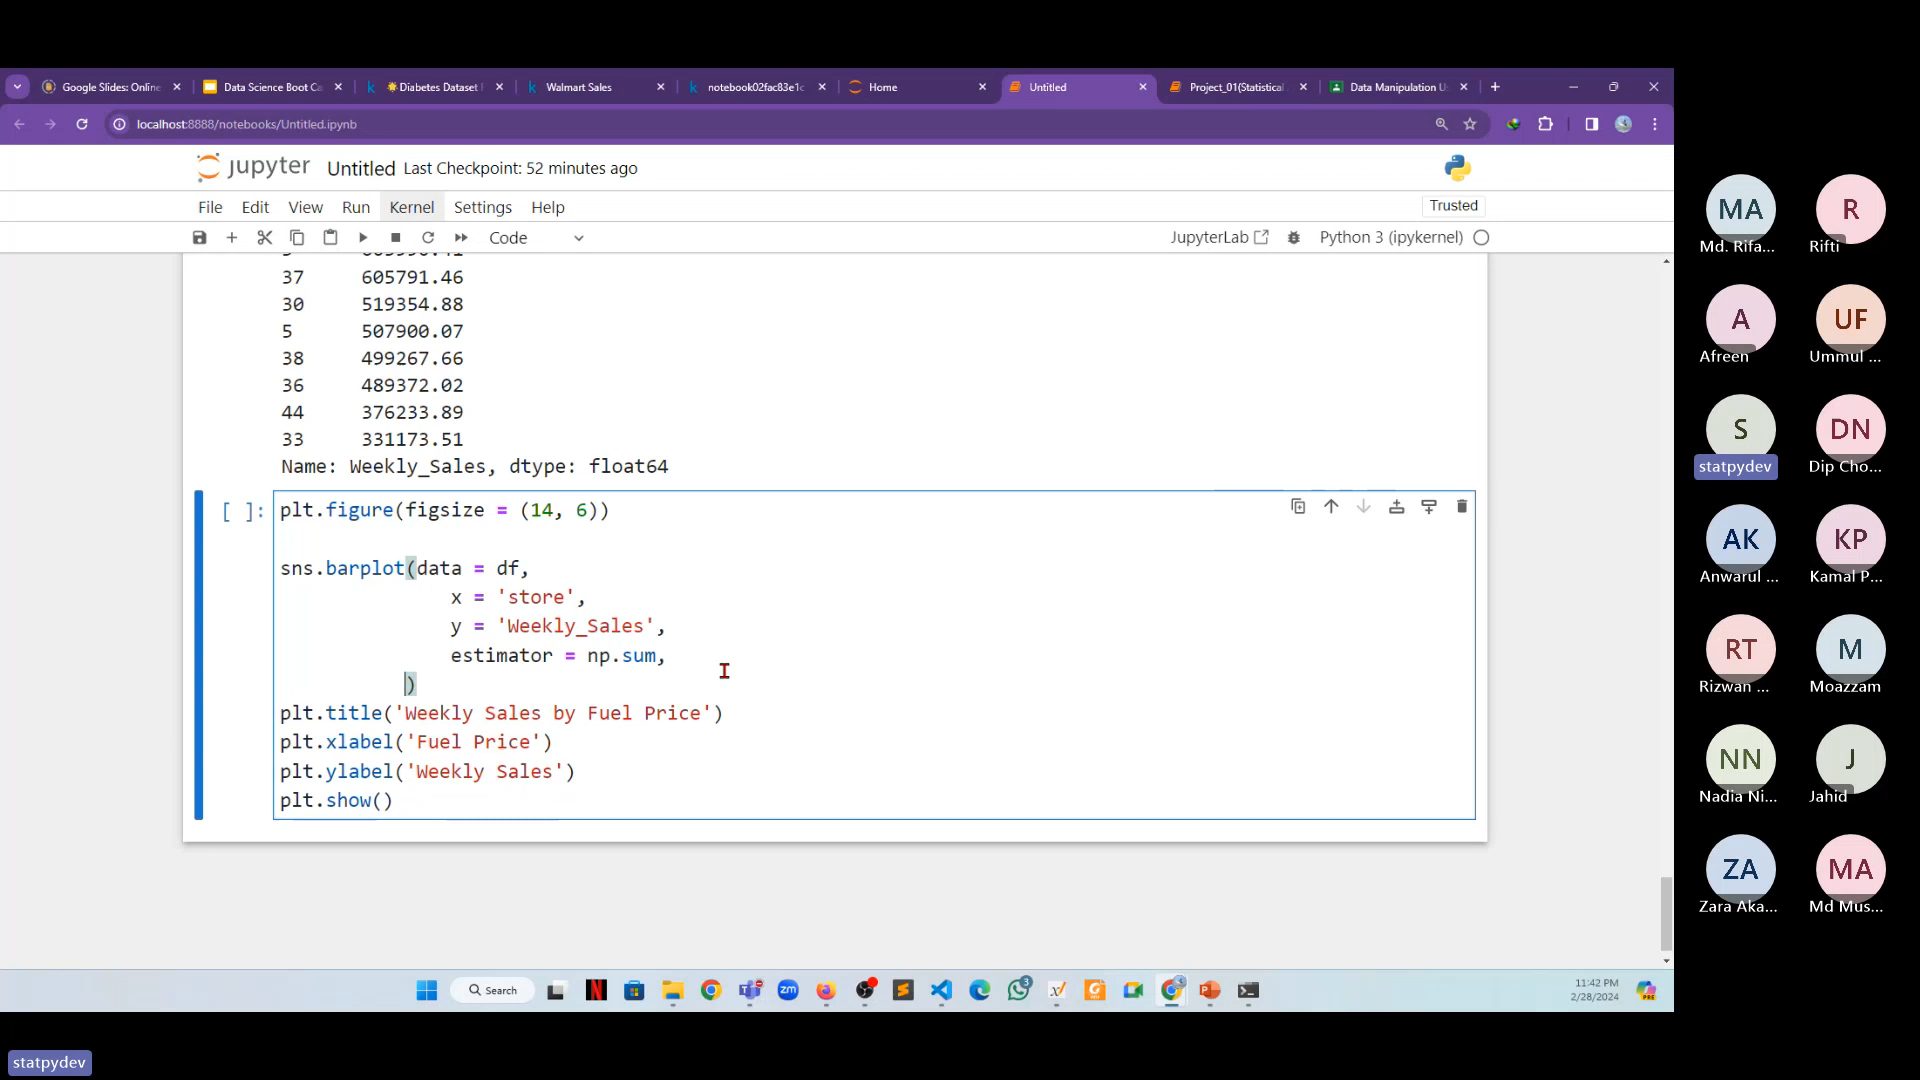 Google Slides: Online
Data Science Boot Ca
Diabetes Dataset
Walmart Sales
notebook02fac83e1c
Home
Untitled
Project_01(Statistical
Data Manipulation U
localhost:8888/notebooks/Untitled.ipynb
jupyter Untitled Last Checkpoint: 52 minutes ago
File Edit View Run Kernel Settings Help
Trusted
Code
JupyterLab
Python 3 (ipykernel)
37 605791.46
30 519354.88
5 507900.07
38 499267.66
36 489372.02
44 376233.89
33 331173.51
Name: Weekly_Sales, dtype: float64
[ ]: plt.figure(figsize = (14, 6))
sns.barplot(data = df,
x = 'store',
y = 'Weekly_Sales',
estimator = np.sum,
)
plt.title('Weekly Sales by Fuel Price')
plt.xlabel('Fuel Price')
plt.ylabel('Weekly Sales')
plt.show()
MA R
Md. Rifa... Rifti
A UF
Afreen Ummul ...
S DN
statpydev Dip Cho...
AK KP
Anwarul ... Kamal P...
RT M
Rizwan ... Moazzam
NN J
Nadia Ni... Jahid
ZA MA
Zara Aka... Md Mus...
Search
zm
3
11:42 PM
2/28/2024
PRE
statpydev